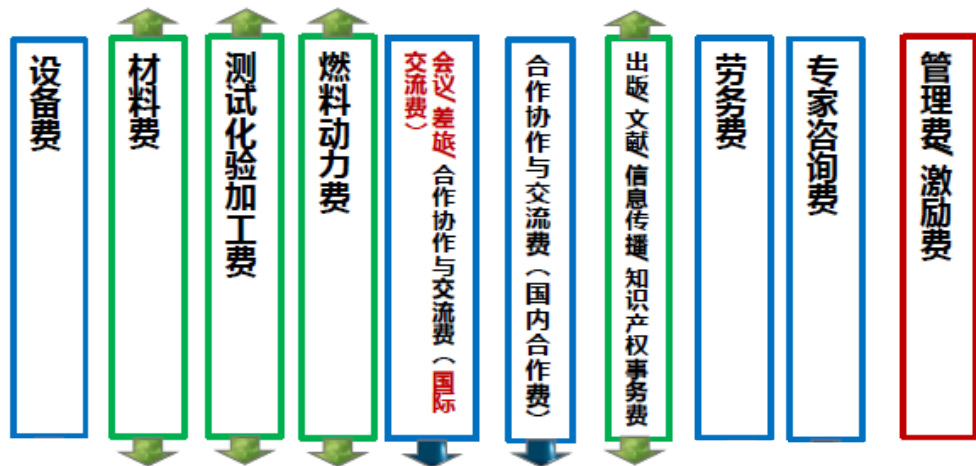 设备费
材料费
测试化验加工费
燃料动力费
会议/差旅/合作协作与交流费（国际
交流费）
合作协作与交流费（国内合作费）
出版/文献/信息传播/知识产权事务费
劳务费
专家咨询费
管理费/激励费